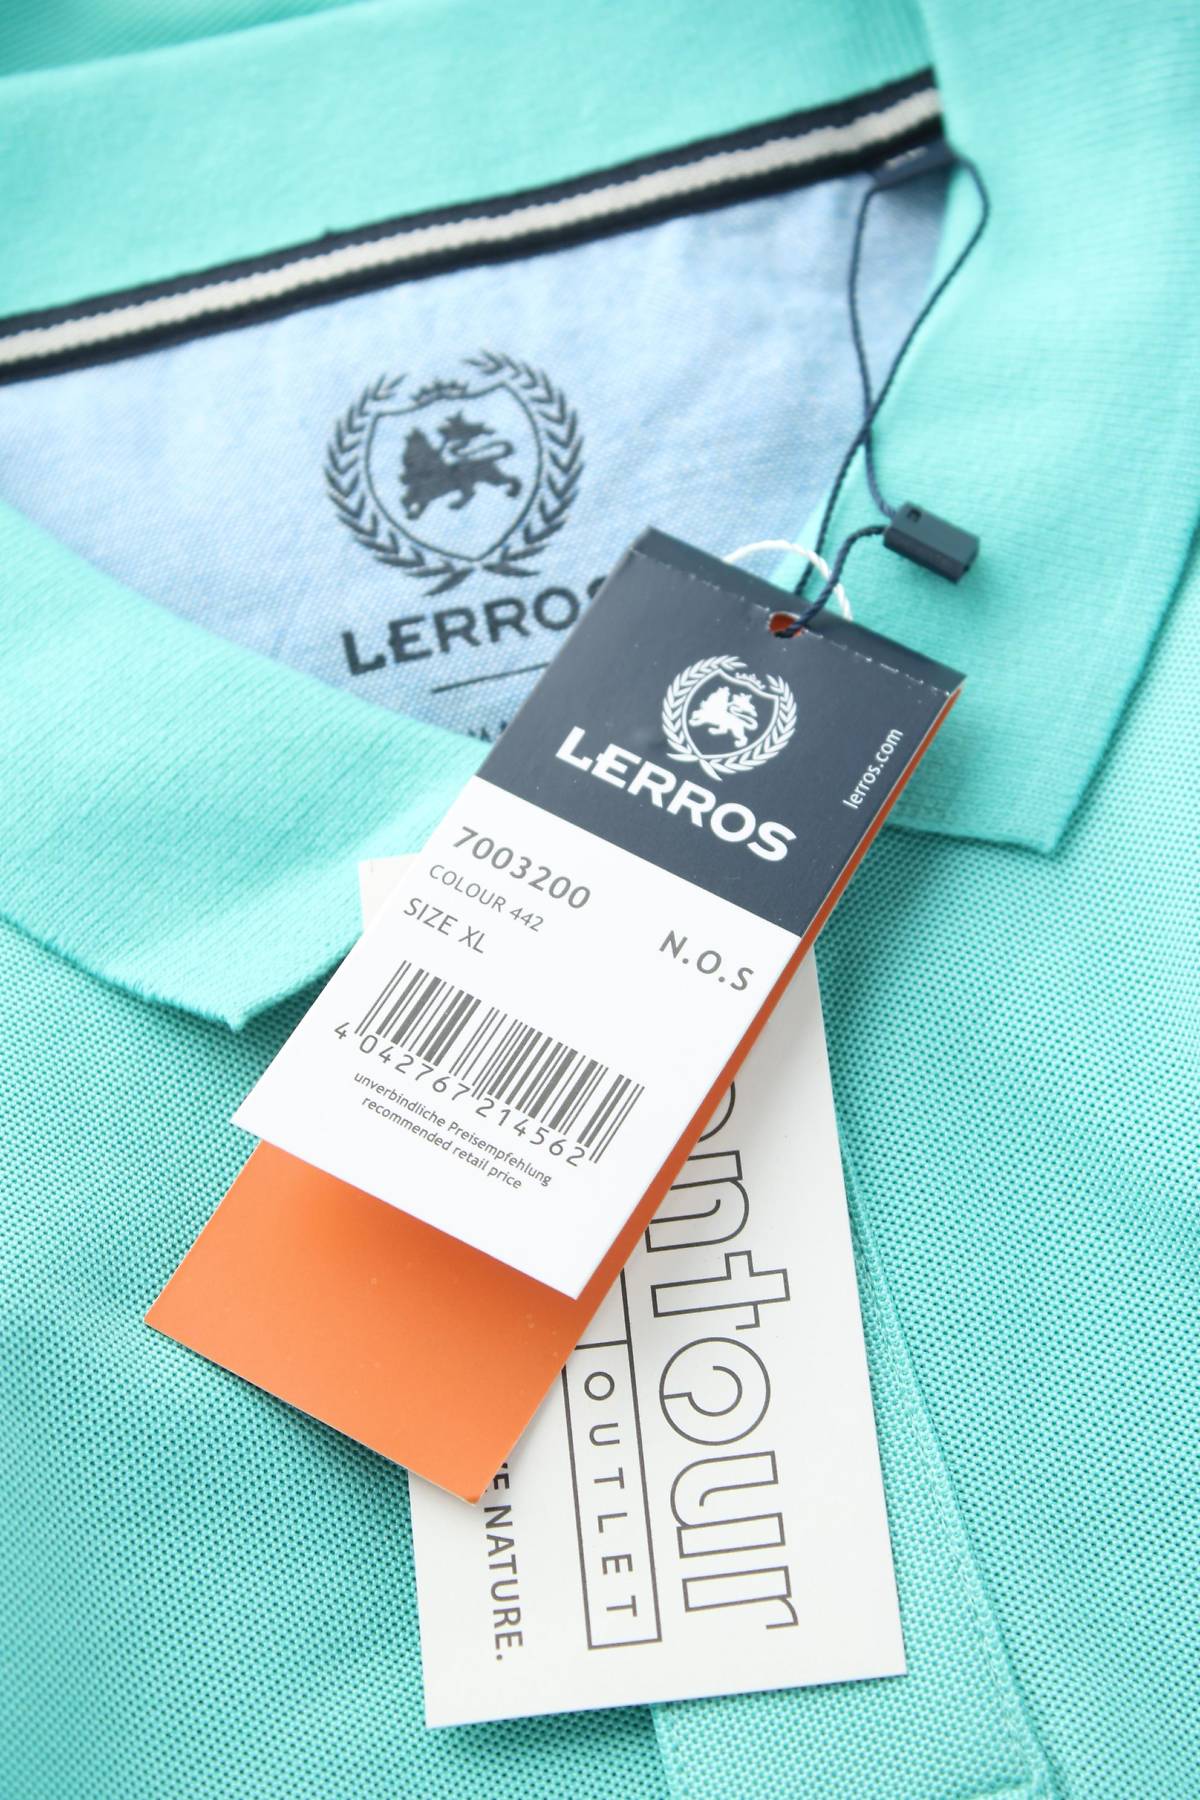 LERROS
LERROS
lerros.com
7003200
COLOUR 442
SIZE XL
N.O.S
4 042767 214562
unverbindliche Preisempfehlung
recommended retail price
OUTLET
NATURE.